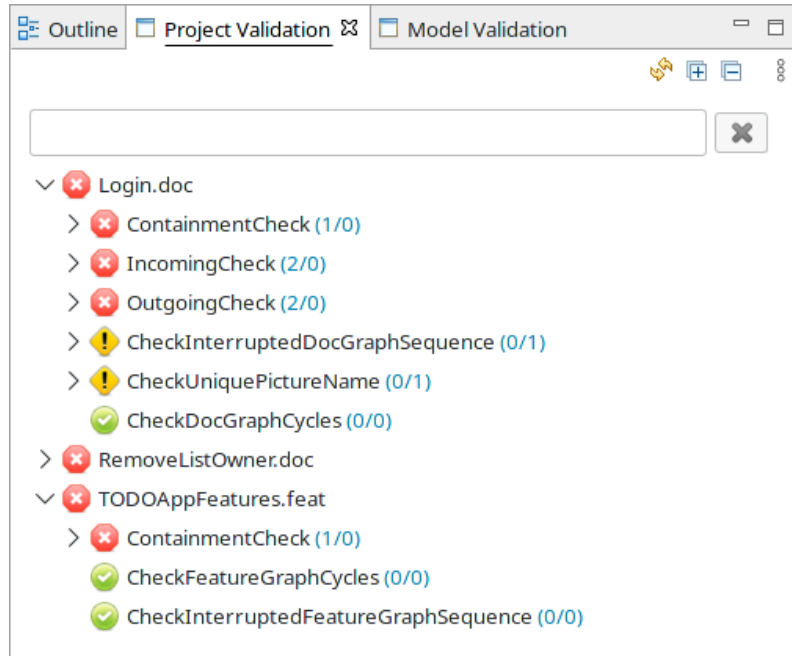 Outline Project Validation Model Validation
Login.doc
ContainmentCheck (1/0)
IncomingCheck (2/0)
OutgoingCheck (2/0)
CheckInterruptedDocGraphSequence (0/1)
CheckUniquePictureName (0/1)
CheckDocGraphCycles (0/0)
RemoveListOwner.doc
TODOAppFeatures.feat
ContainmentCheck (1/0)
CheckFeatureGraphCycles (0/0)
CheckInterruptedFeatureGraphSequence (0/0)